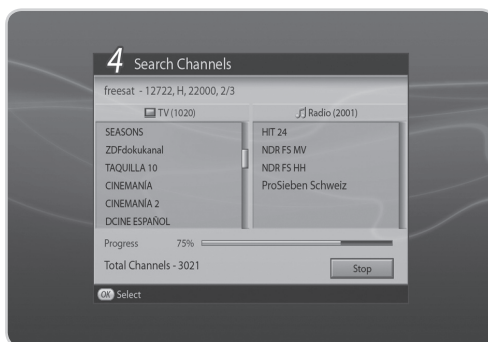 4 Search Channels
freesat - 12722, H, 22000, 2/3
TV (1020)
Radio (2001)
SEASONS
ZDFdokukanal
TAQUILLA 10
CINEMANÍA
CINEMANÍA 2
DCINE ESPAÑOL
HIT 24
NDR FS MV
NDR FS HH
ProSieben Schweiz
Progress 75%
Total Channels - 3021
Stop
OK Select